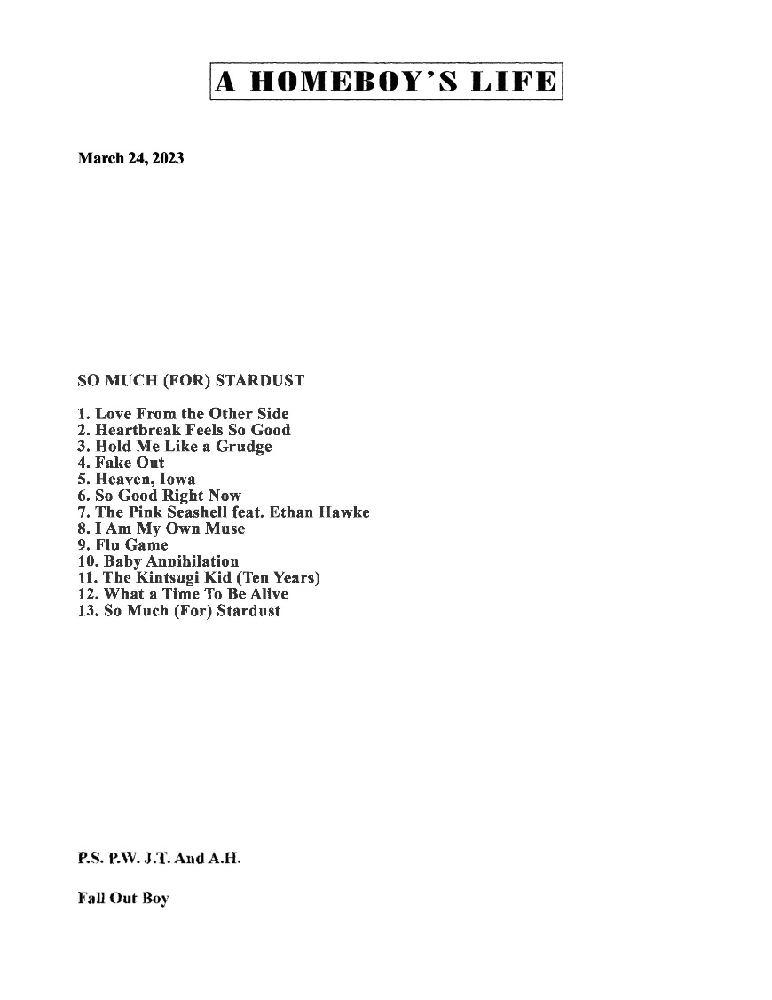 A HOMEBOY’S LIFE
March 24, 2023
SO MUCH (FOR) STARDUST
1. Love From the Other Side
2. Heartbreak Feels So Good
3. Hold Me Like a Grudge
4. Fake Out
5. Heaven, Iowa
6. So Good Right Now
7. The Pink Seashell feat. Ethan Hawke
8. I Am My Own Muse
9. Flu Game
10. Baby Annihilation
11. The Kintsugi Kid (Ten Years)
12. What a Time To Be Alive
13. So Much (For) Stardust
P.S. P.W. J.T. And A.H.
Fall Out Boy